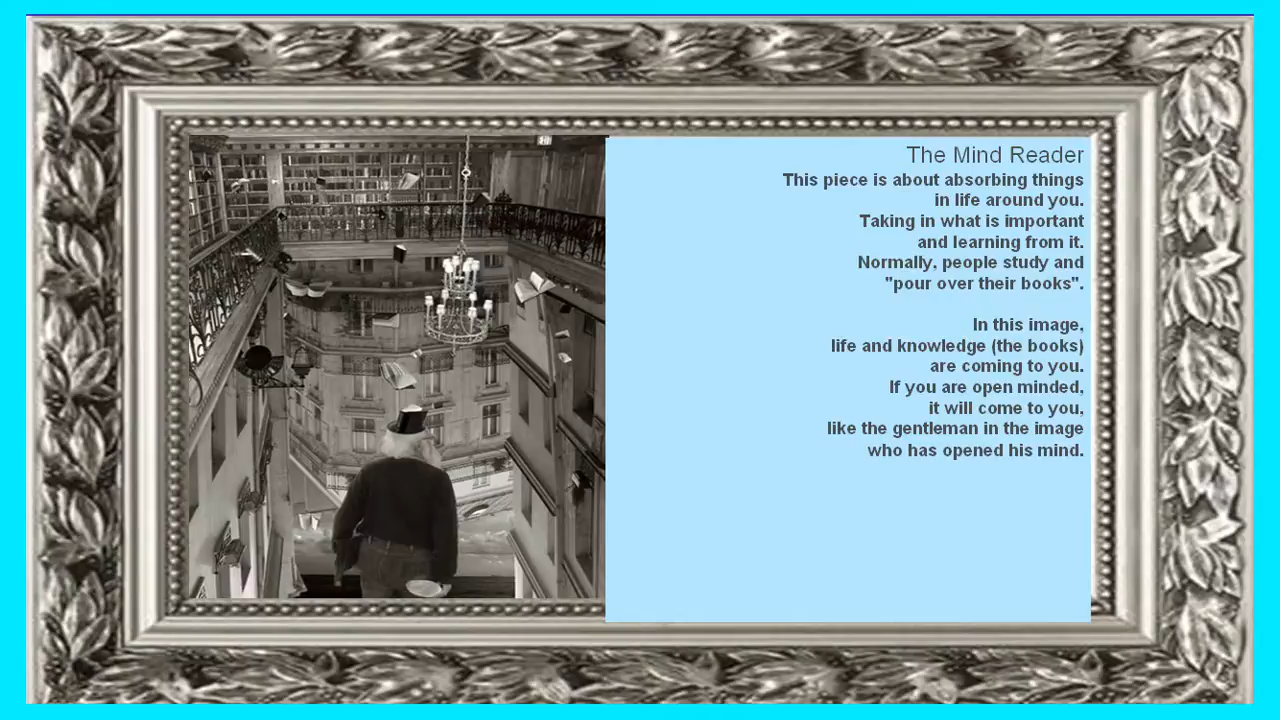 The Mind Reader
This piece is about absorbing things
in life around you.
Taking in what is important
and learning from it.
Normally, people study and
"pour over their books".
In this image,
life and knowledge (the books)
are coming to you.
If you are open minded,
it will come to you,
like the gentleman in the image
who has opened his mind.